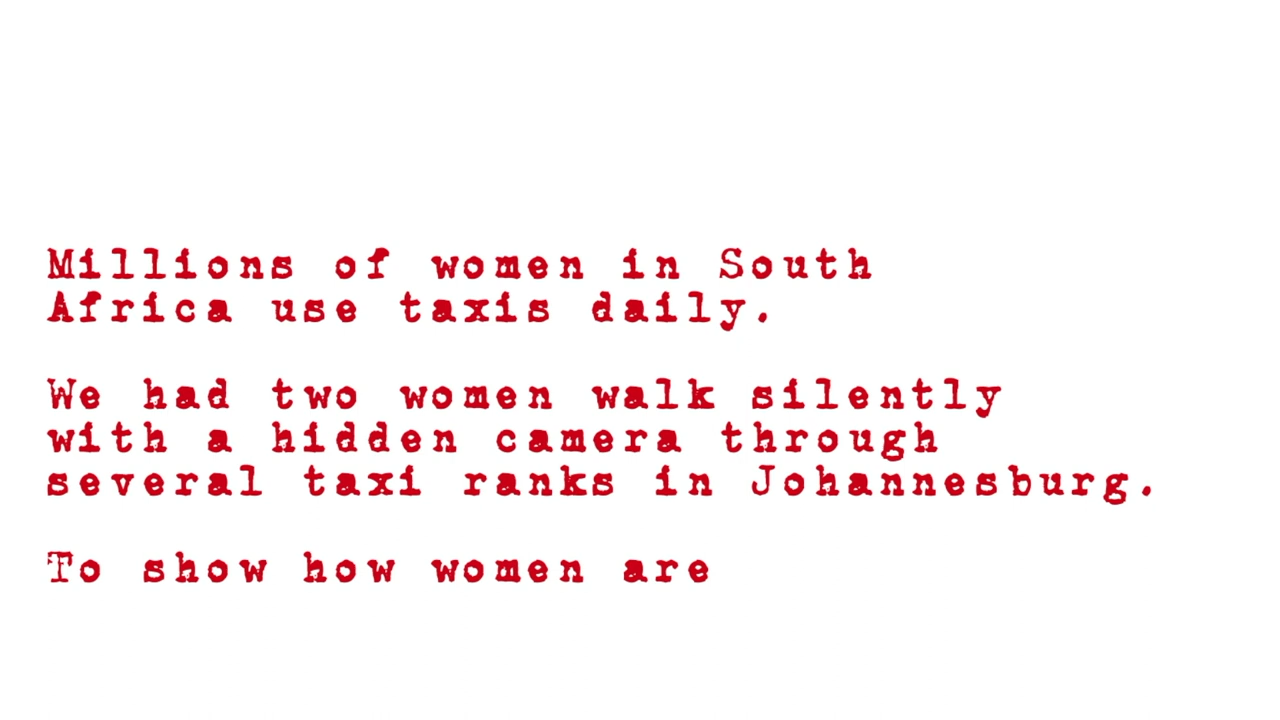 Millions of women in South
Africa use taxis daily.
We had two women walk silently
with a hidden camera through
several taxi ranks in Johannesburg.
To show how women are